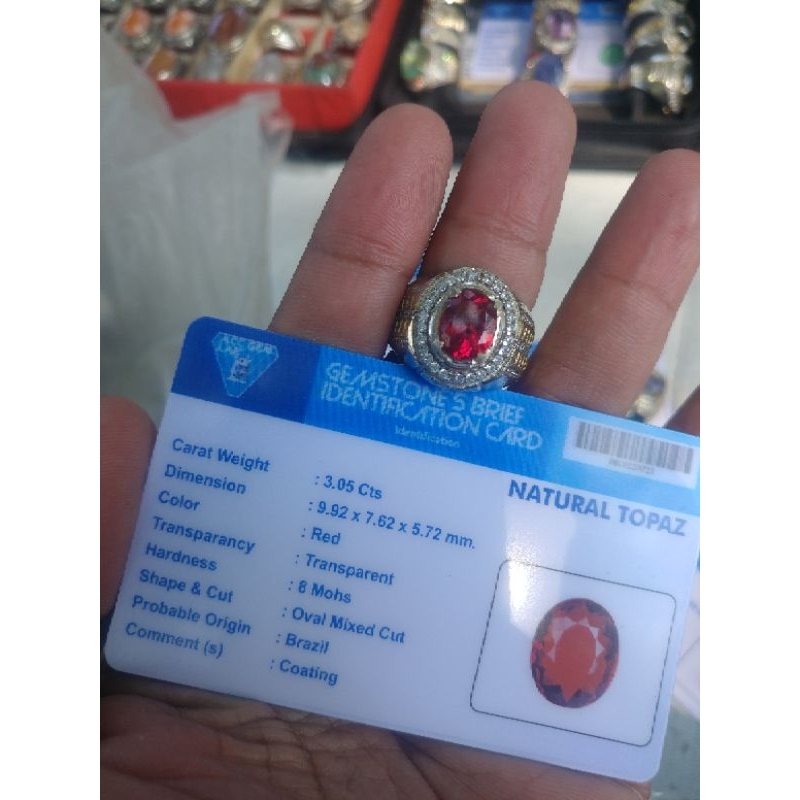 GEMSTONE'S BRIEF
IDENTIFICATION CARD
Identification
NATURAL TOPAZ
Carat Weight : 3.05 Cts
Dimension : 9.92 x 7.62 x 5.72 mm.
Color : Red
Transparancy : Transparent
Hardness : 8 Mohs
Shape & Cut : Oval Mixed Cut
Probable Origin : Brazil
Comment (s) : Coating